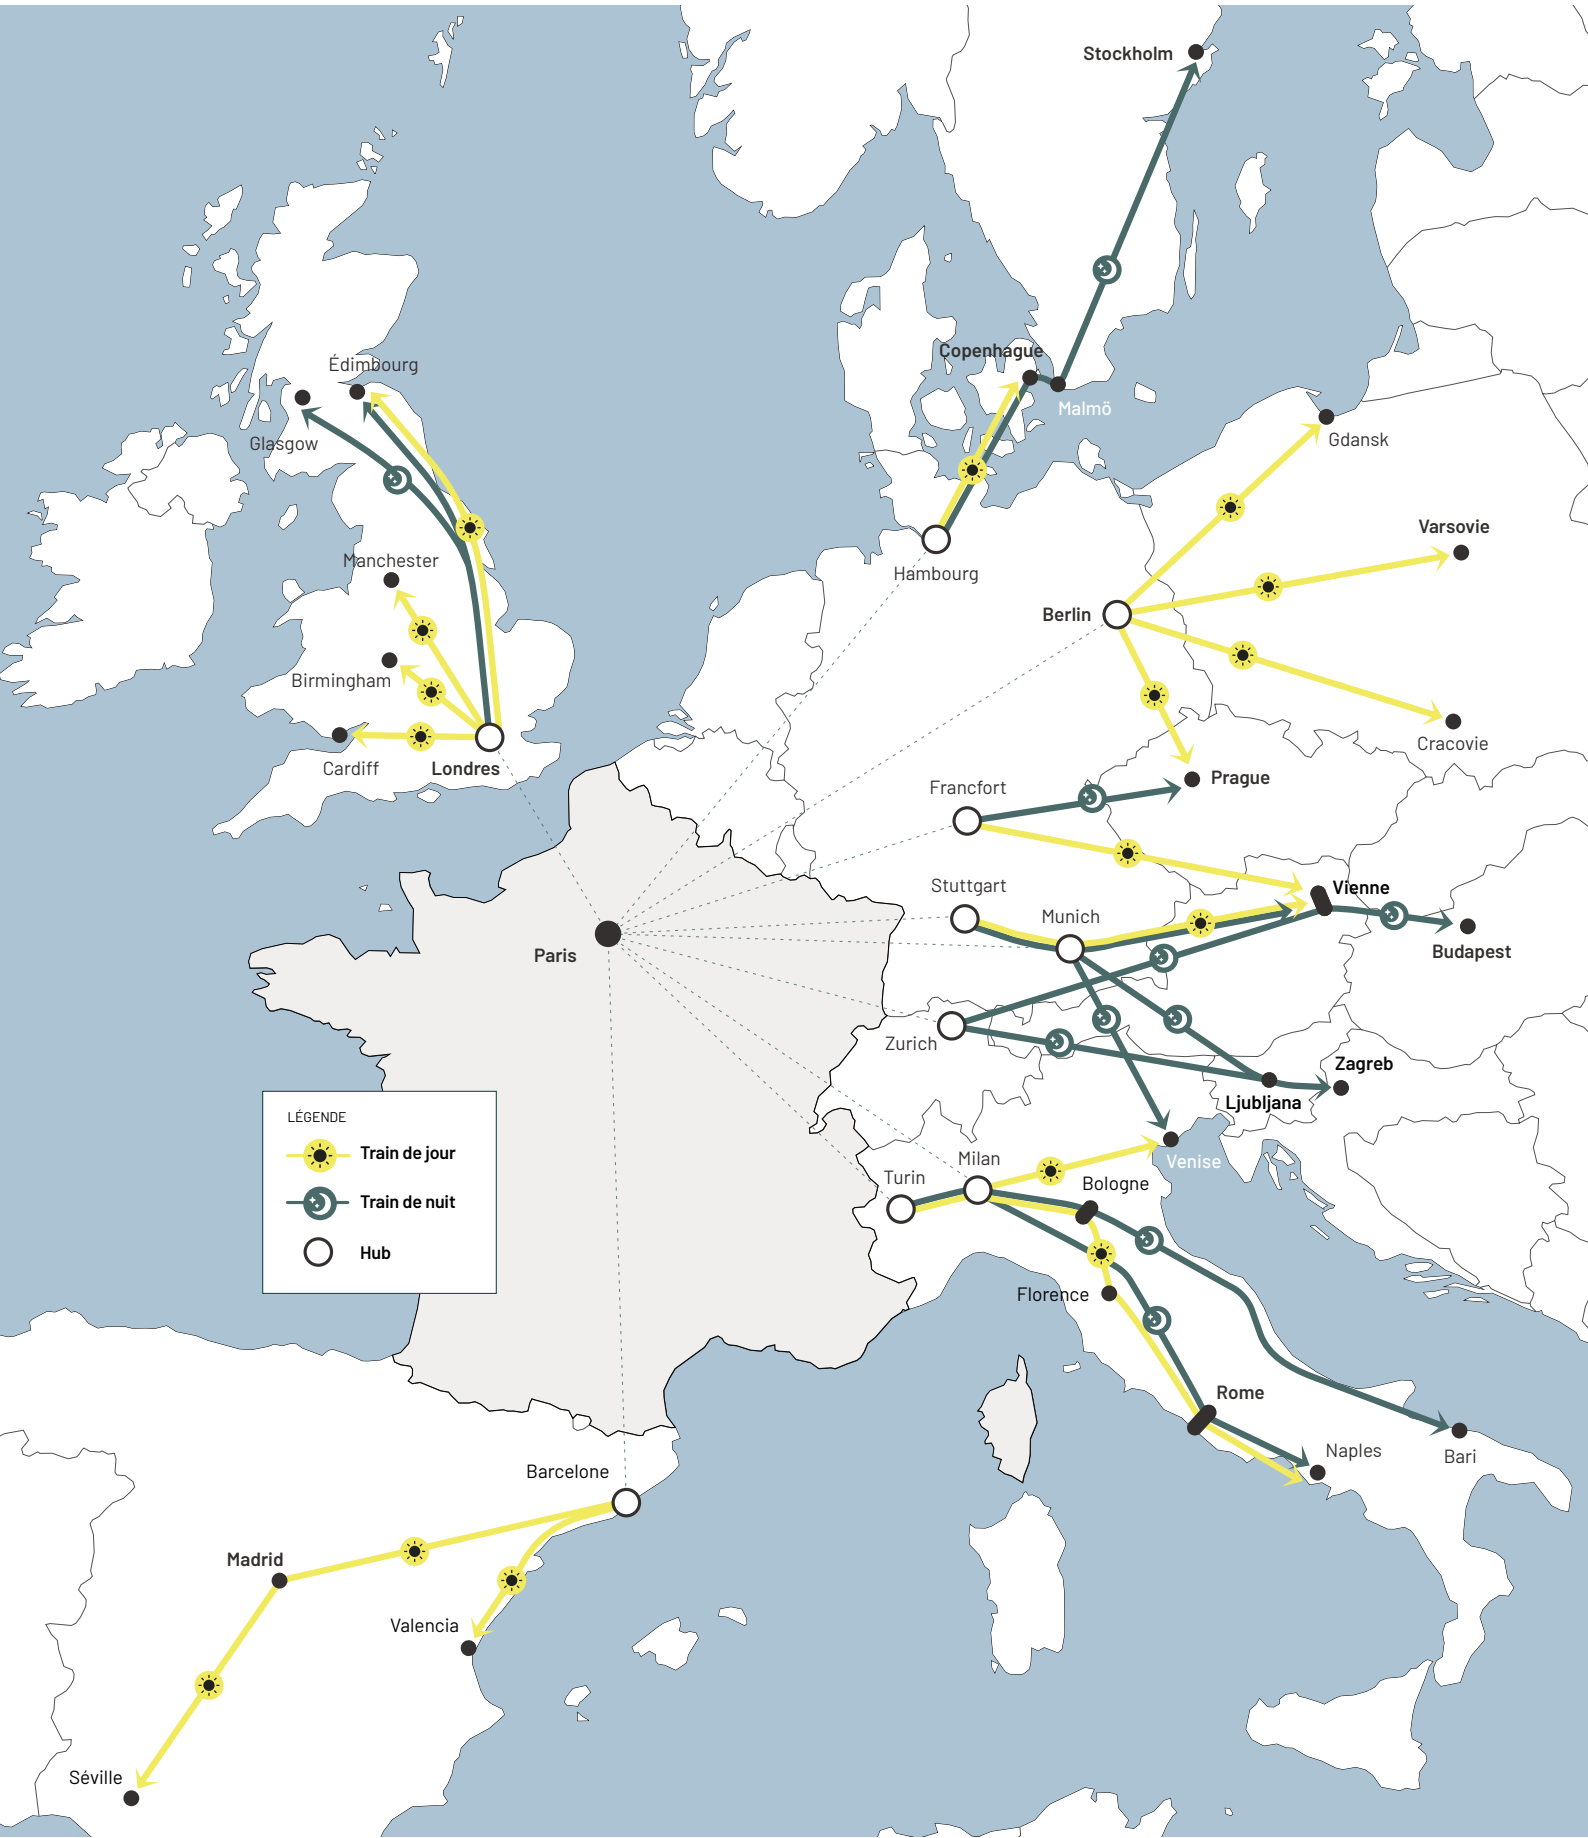 Stockholm
Copenhague
Malmö
Édimbourg
Glasgow
Gdansk
Varsovie
Manchester
Hambourg
Berlin
Birmingham
Cardiff
Londres
Cracovie
Prague
Francfort
Stuttgart
Vienne
Munich
Paris
Budapest
Zurich
Zagreb
Ljubljana
LÉGENDE
Train de jour
Train de nuit
Hub
Venise
Milan
Turin
Bologne
Florence
Rome
Naples
Bari
Barcelone
Madrid
Valencia
Séville